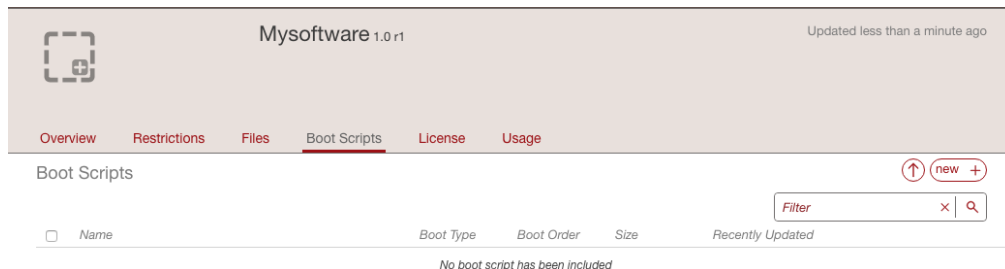 Mysoftware 1.0 r1
Updated less than a minute ago
Overview Restrictions Files Boot Scripts License Usage
Boot Scripts
new +
Filter
Name Boot Type Boot Order Size Recently Updated
No boot script has been included